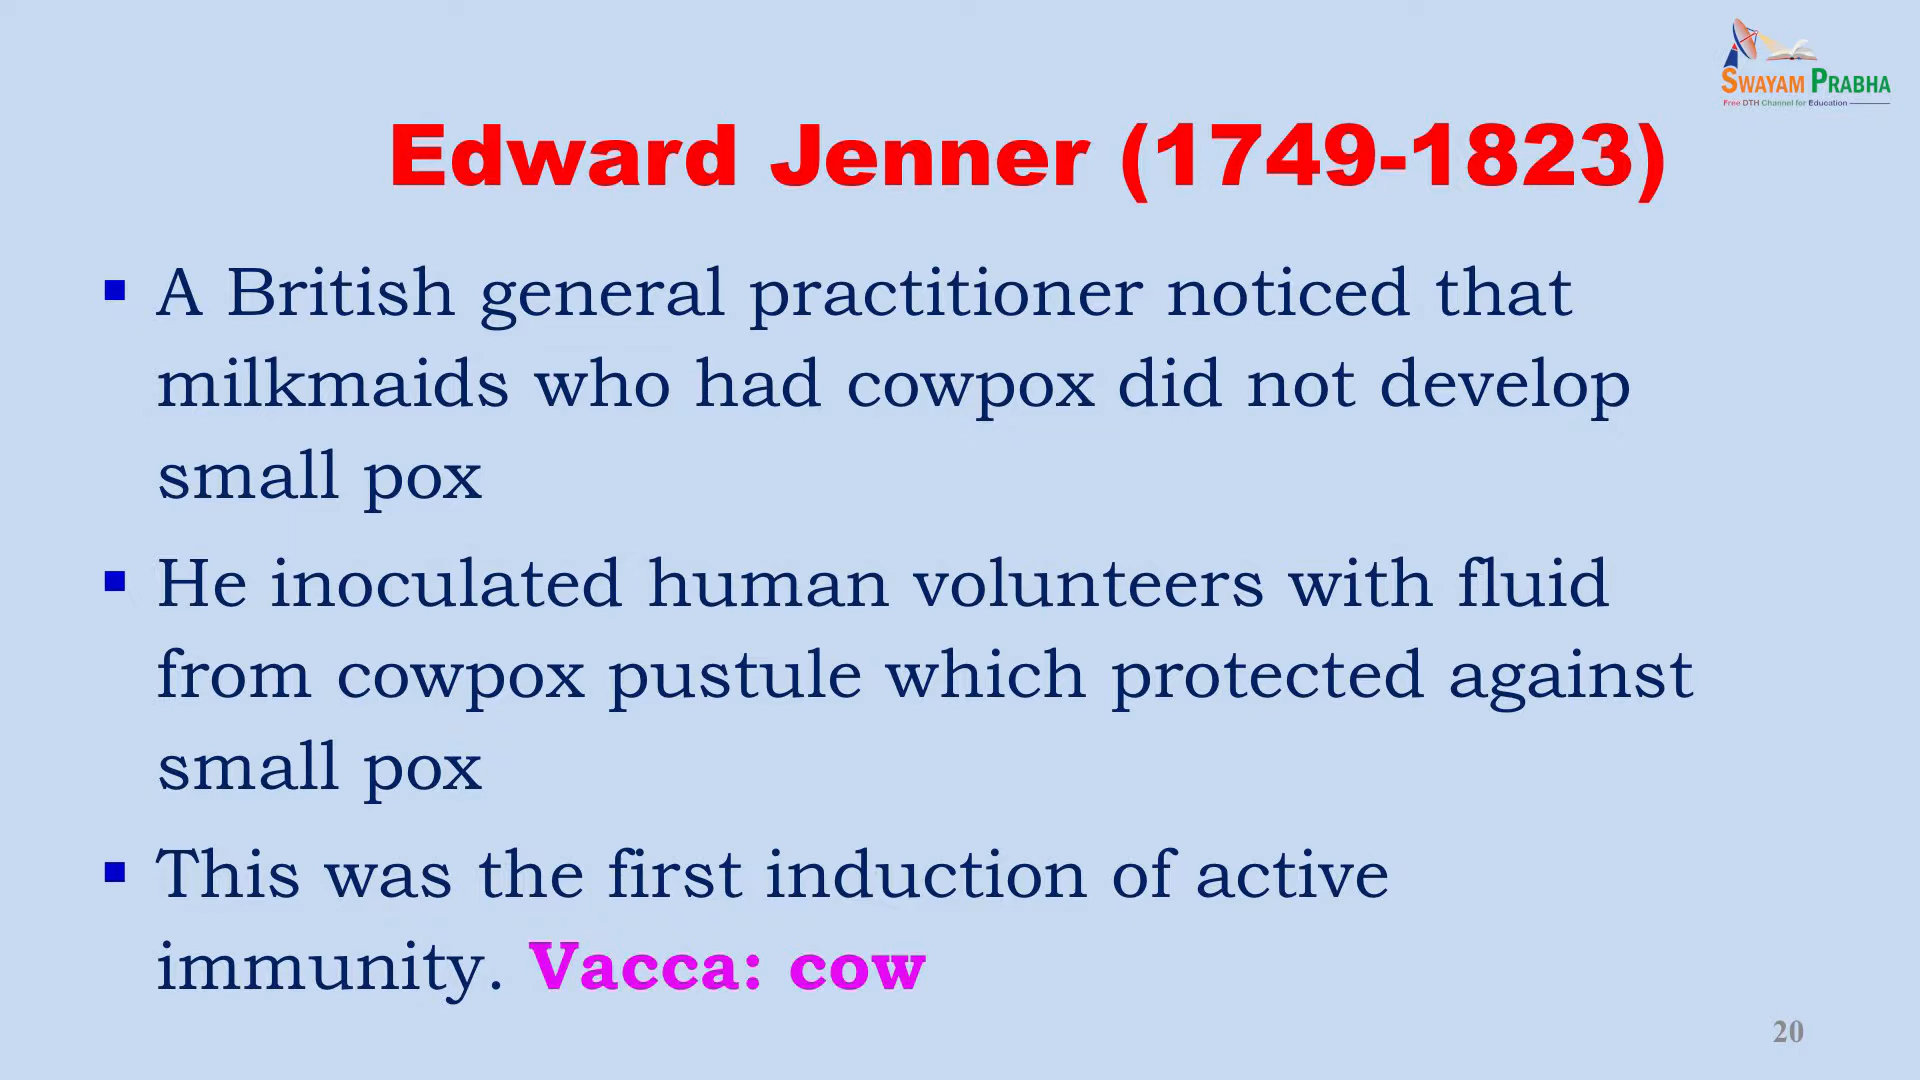 SWAYAM PRABHA
Free DTH Channel for Education
Edward Jenner (1749-1823)
▪ A British general practitioner noticed that
milkmaids who had cowpox did not develop
small pox
▪ He inoculated human volunteers with fluid
from cowpox pustule which protected against
small pox
▪ This was the first induction of active
immunity. Vacca: cow
20